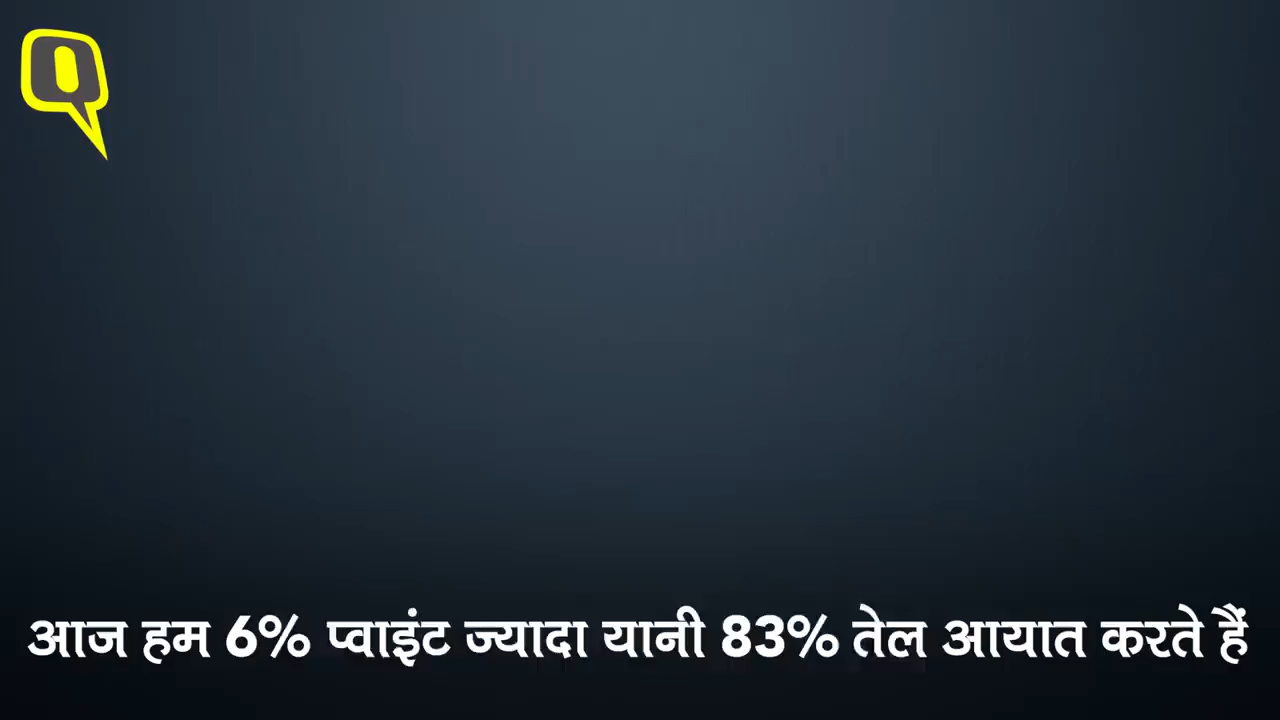 आज हम 6% प्वाइंट ज्यादा यानी 83% तेल आयात करते हैं